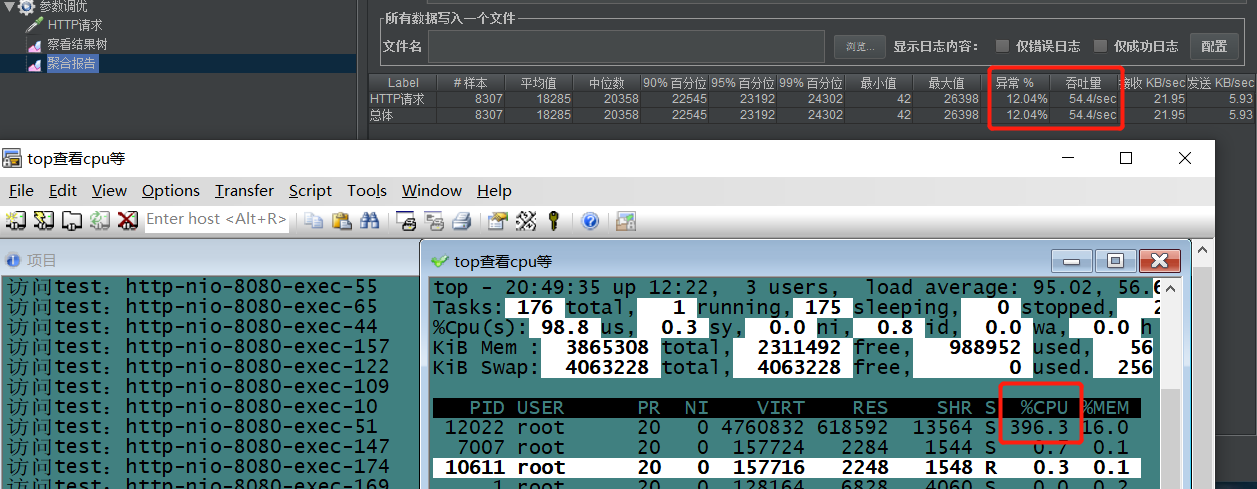 参数调优
HTTP请求
察看结果树
聚合报告
所有数据写入一个文件
文件名 浏览... 显示日志内容： 仅错误日志 仅成功日志 配置
Label # 样本 平均值 中位数 90% 百分位 95% 百分位 99% 百分位 最小值 最大值 异常 % 吞吐量 接收 KB/sec 发送 KB/sec
HTTP请求 8307 18285 20358 22545 23192 24302 42 26398 12.04% 54.4/sec 21.95 5.93
总体 8307 18285 20358 22545 23192 24302 42 26398 12.04% 54.4/sec 21.95 5.93
top查看cpu等
File Edit View Options Transfer Script Tools Window Help
Enter host <Alt+R>
项目
访问test：http-nio-8080-exec-55
访问test：http-nio-8080-exec-65
访问test：http-nio-8080-exec-44
访问test：http-nio-8080-exec-157
访问test：http-nio-8080-exec-122
访问test：http-nio-8080-exec-109
访问test：http-nio-8080-exec-10
访问test：http-nio-8080-exec-51
访问test：http-nio-8080-exec-147
访问test：http-nio-8080-exec-174
访问test：http-nio-8080-exec-169
top查看cpu等
top - 20:49:35 up 12:22, 3 users, load average: 95.02, 56.6
Tasks: 176 total, 1 running, 175 sleeping, 0 stopped, 2
%Cpu(s): 98.8 us, 0.3 sy, 0.0 ni, 0.8 id, 0.0 wa, 0.0 h
KiB Mem : 3865308 total, 2311492 free, 988952 used, 56
KiB Swap: 4063228 total, 4063228 free, 0 used. 256
PID USER PR NI VIRT RES SHR S %CPU %MEM
12022 root 20 0 4760832 618592 13564 S 396.3 16.0
7007 root 20 0 157724 2284 1544 S 0.7 0.1
10611 root 20 0 157716 2248 1548 R 0.3 0.1
1 root 20 0 128164 6828 4060 S 0.0 0.2